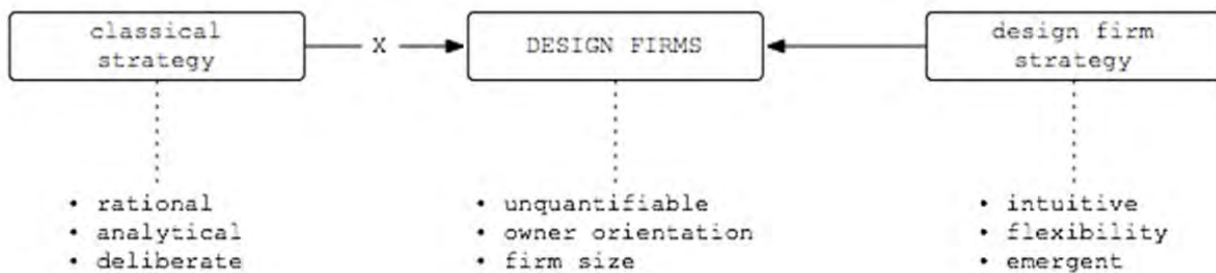 classical
strategy
X
DESIGN FIRMS
design firm
strategy
• rational
• analytical
• deliberate
• unquantifiable
• owner orientation
• firm size
• intuitive
• flexibility
• emergent